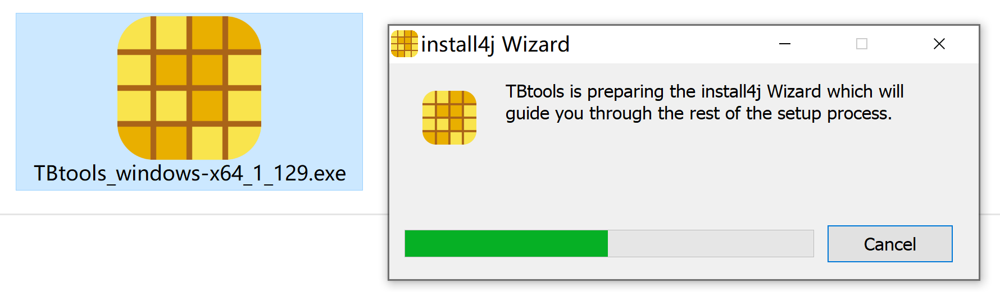 TBtools_windows-x64_1_129.exe
install4j Wizard
TBtools is preparing the install4j Wizard which will
guide you through the rest of the setup process.
Cancel